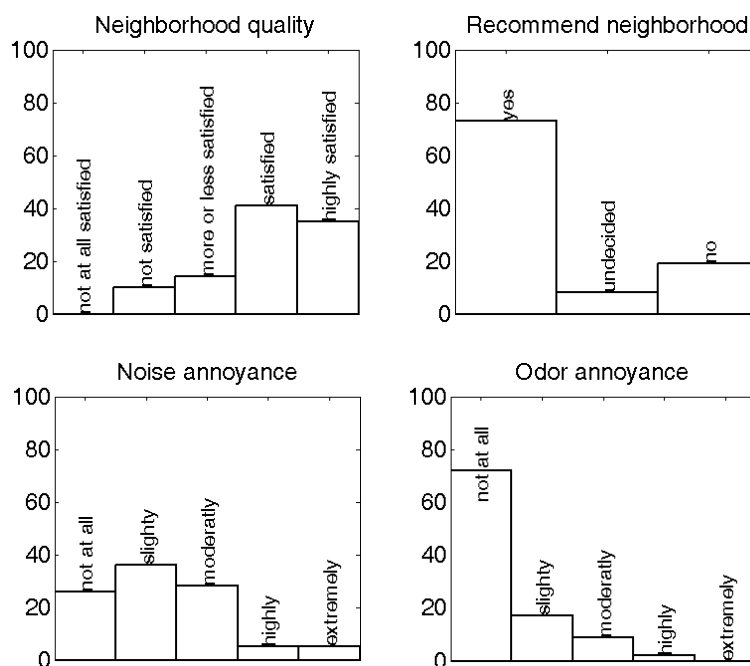 Neighborhood quality
100
80
60
40
20
0
not at all satisfied
not satisfied
more or less satisfied
satisfied
highly satisfied
Recommend neighborhood
100
80
60
40
20
0
yes
undecided
no
Noise annoyance
100
80
60
40
20
0
not at all
slighty
moderatly
highly
extremely
Odor annoyance
100
80
60
40
20
0
not at all
slighty
moderatly
highly
extremely